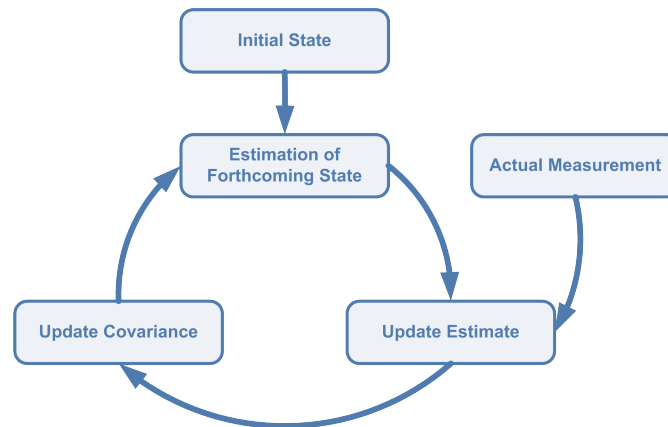 Initial State
Estimation of
Forthcoming State
Actual Measurement
Update Covariance
Update Estimate